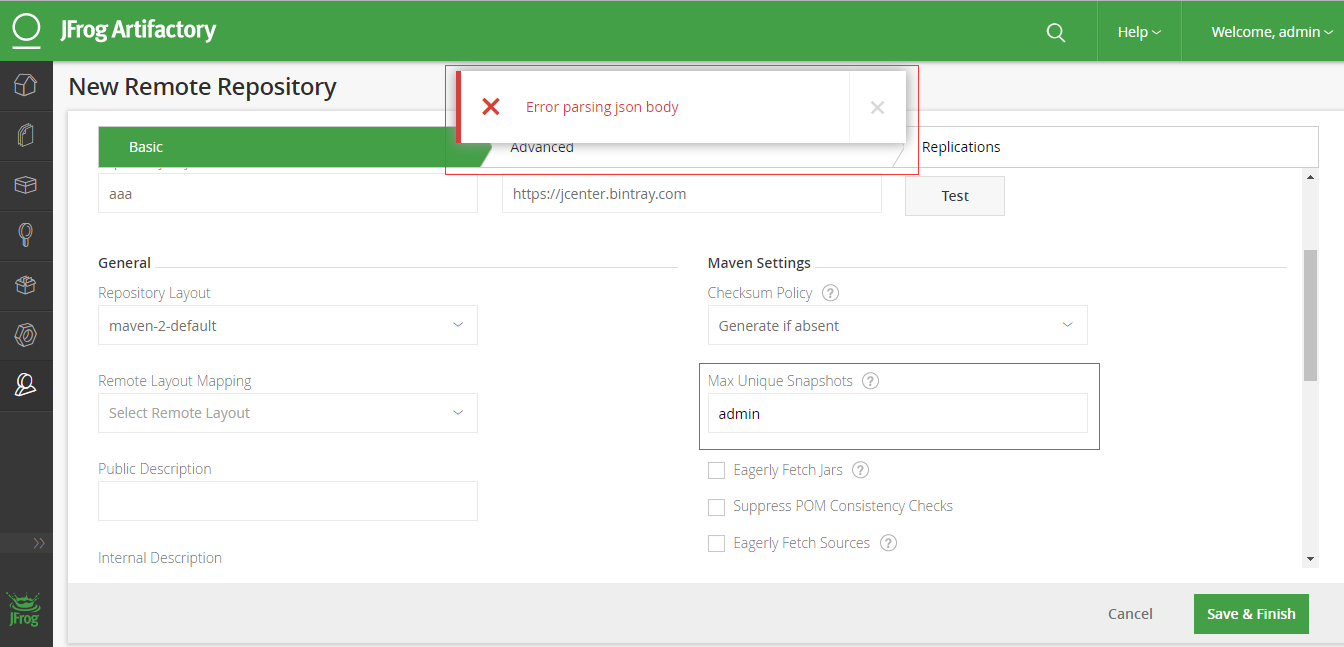 JFrog Artifactory
Help
Welcome, admin
New Remote Repository
Error parsing json body
Basic
Advanced
Replications
aaa
https://jcenter.bintray.com
Test
General
Maven Settings
Repository Layout
Checksum Policy ?
maven-2-default
Generate if absent
Remote Layout Mapping
Max Unique Snapshots ?
Select Remote Layout
admin
Public Description
Eagerly Fetch Jars ?
Suppress POM Consistency Checks
Eagerly Fetch Sources ?
Internal Description
JFrog
Cancel
Save & Finish